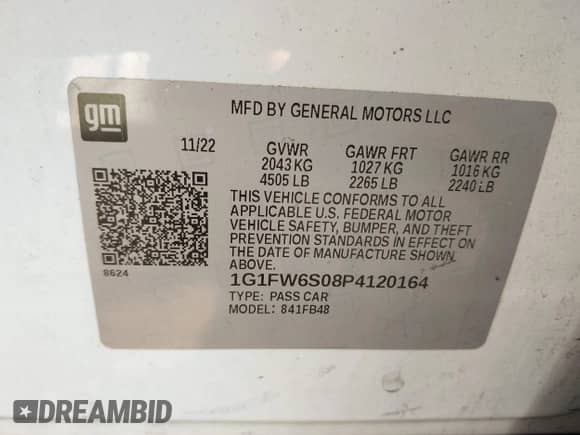 gm
MFD BY GENERAL MOTORS LLC
11/22 GVWR GAWR FRT GAWR RR
2043 KG 1027 KG 1016 KG
4505 LB 2265 LB 2240 LB
THIS VEHICLE CONFORMS TO ALL
APPLICABLE U.S. FEDERAL MOTOR
VEHICLE SAFETY, BUMPER, AND THEFT
PREVENTION STANDARDS IN EFFECT ON
THE DATE OF MANUFACTURE SHOWN
ABOVE.
8624
1G1FW6S08P4120164
TYPE: PASS CAR
MODEL: 841FB48
DREAMBID